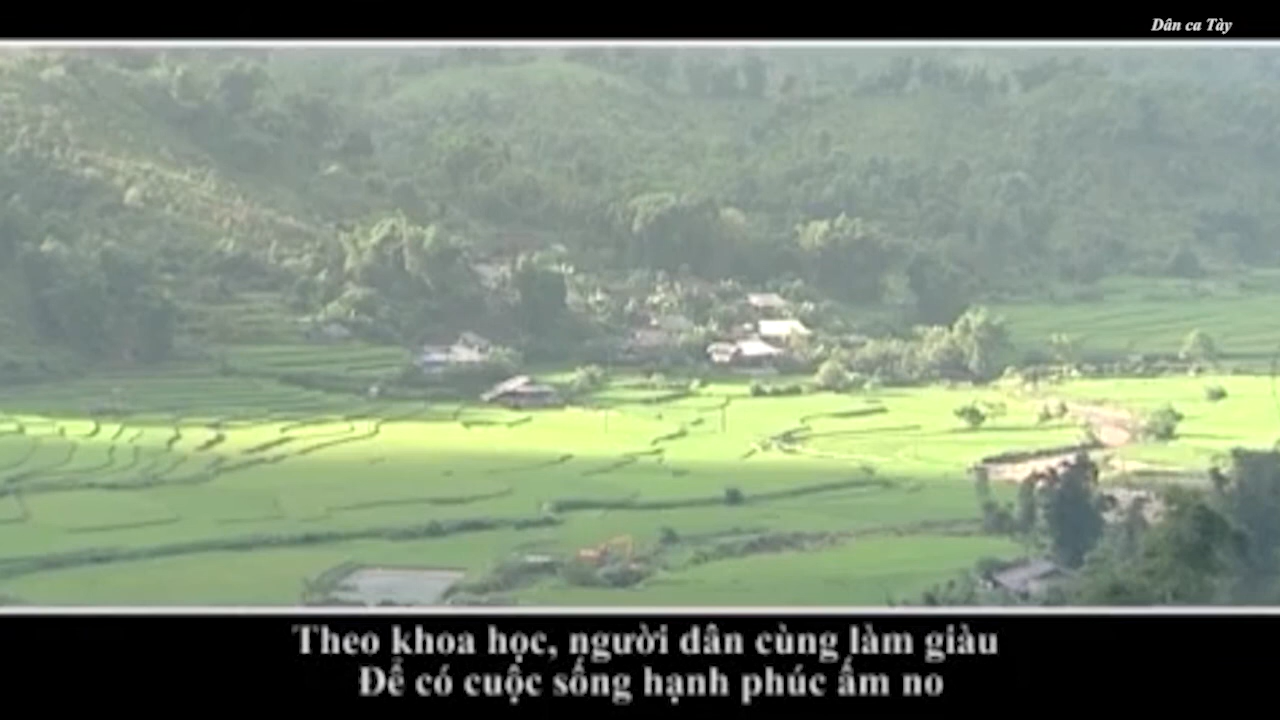 Dân ca Tày
Theo khoa học, người dân cùng làm giàu
Để có cuộc sống hạnh phúc ấm no